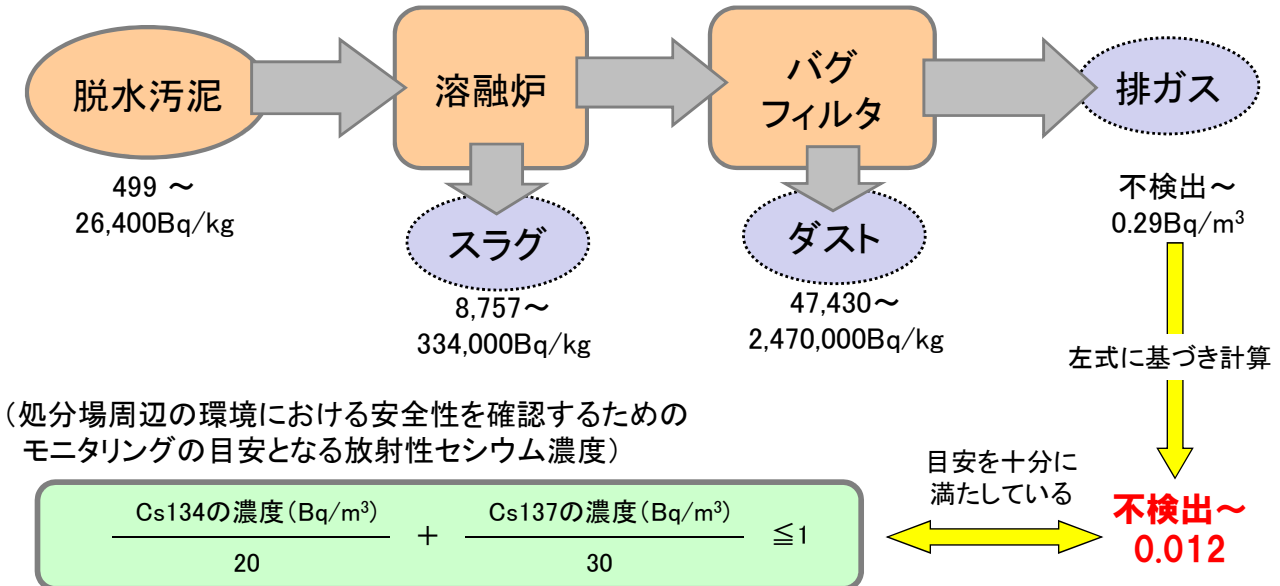 脱水汚泥
溶融炉
バグ
フィルタ
排ガス
499 ～
26,400Bq/kg
スラグ
8,757～
334,000Bq/kg
ダスト
47,430～
2,470,000Bq/kg
不検出～
0.29Bq/m³
左式に基づき計算
（処分場周辺の環境における安全性を確認するための
モニタリングの目安となる放射性セシウム濃度）
Cs134の濃度（Bq/m³）
20
＋
Cs137の濃度（Bq/m³）
30
≦1
目安を十分に
満たしている
不検出～
0.012